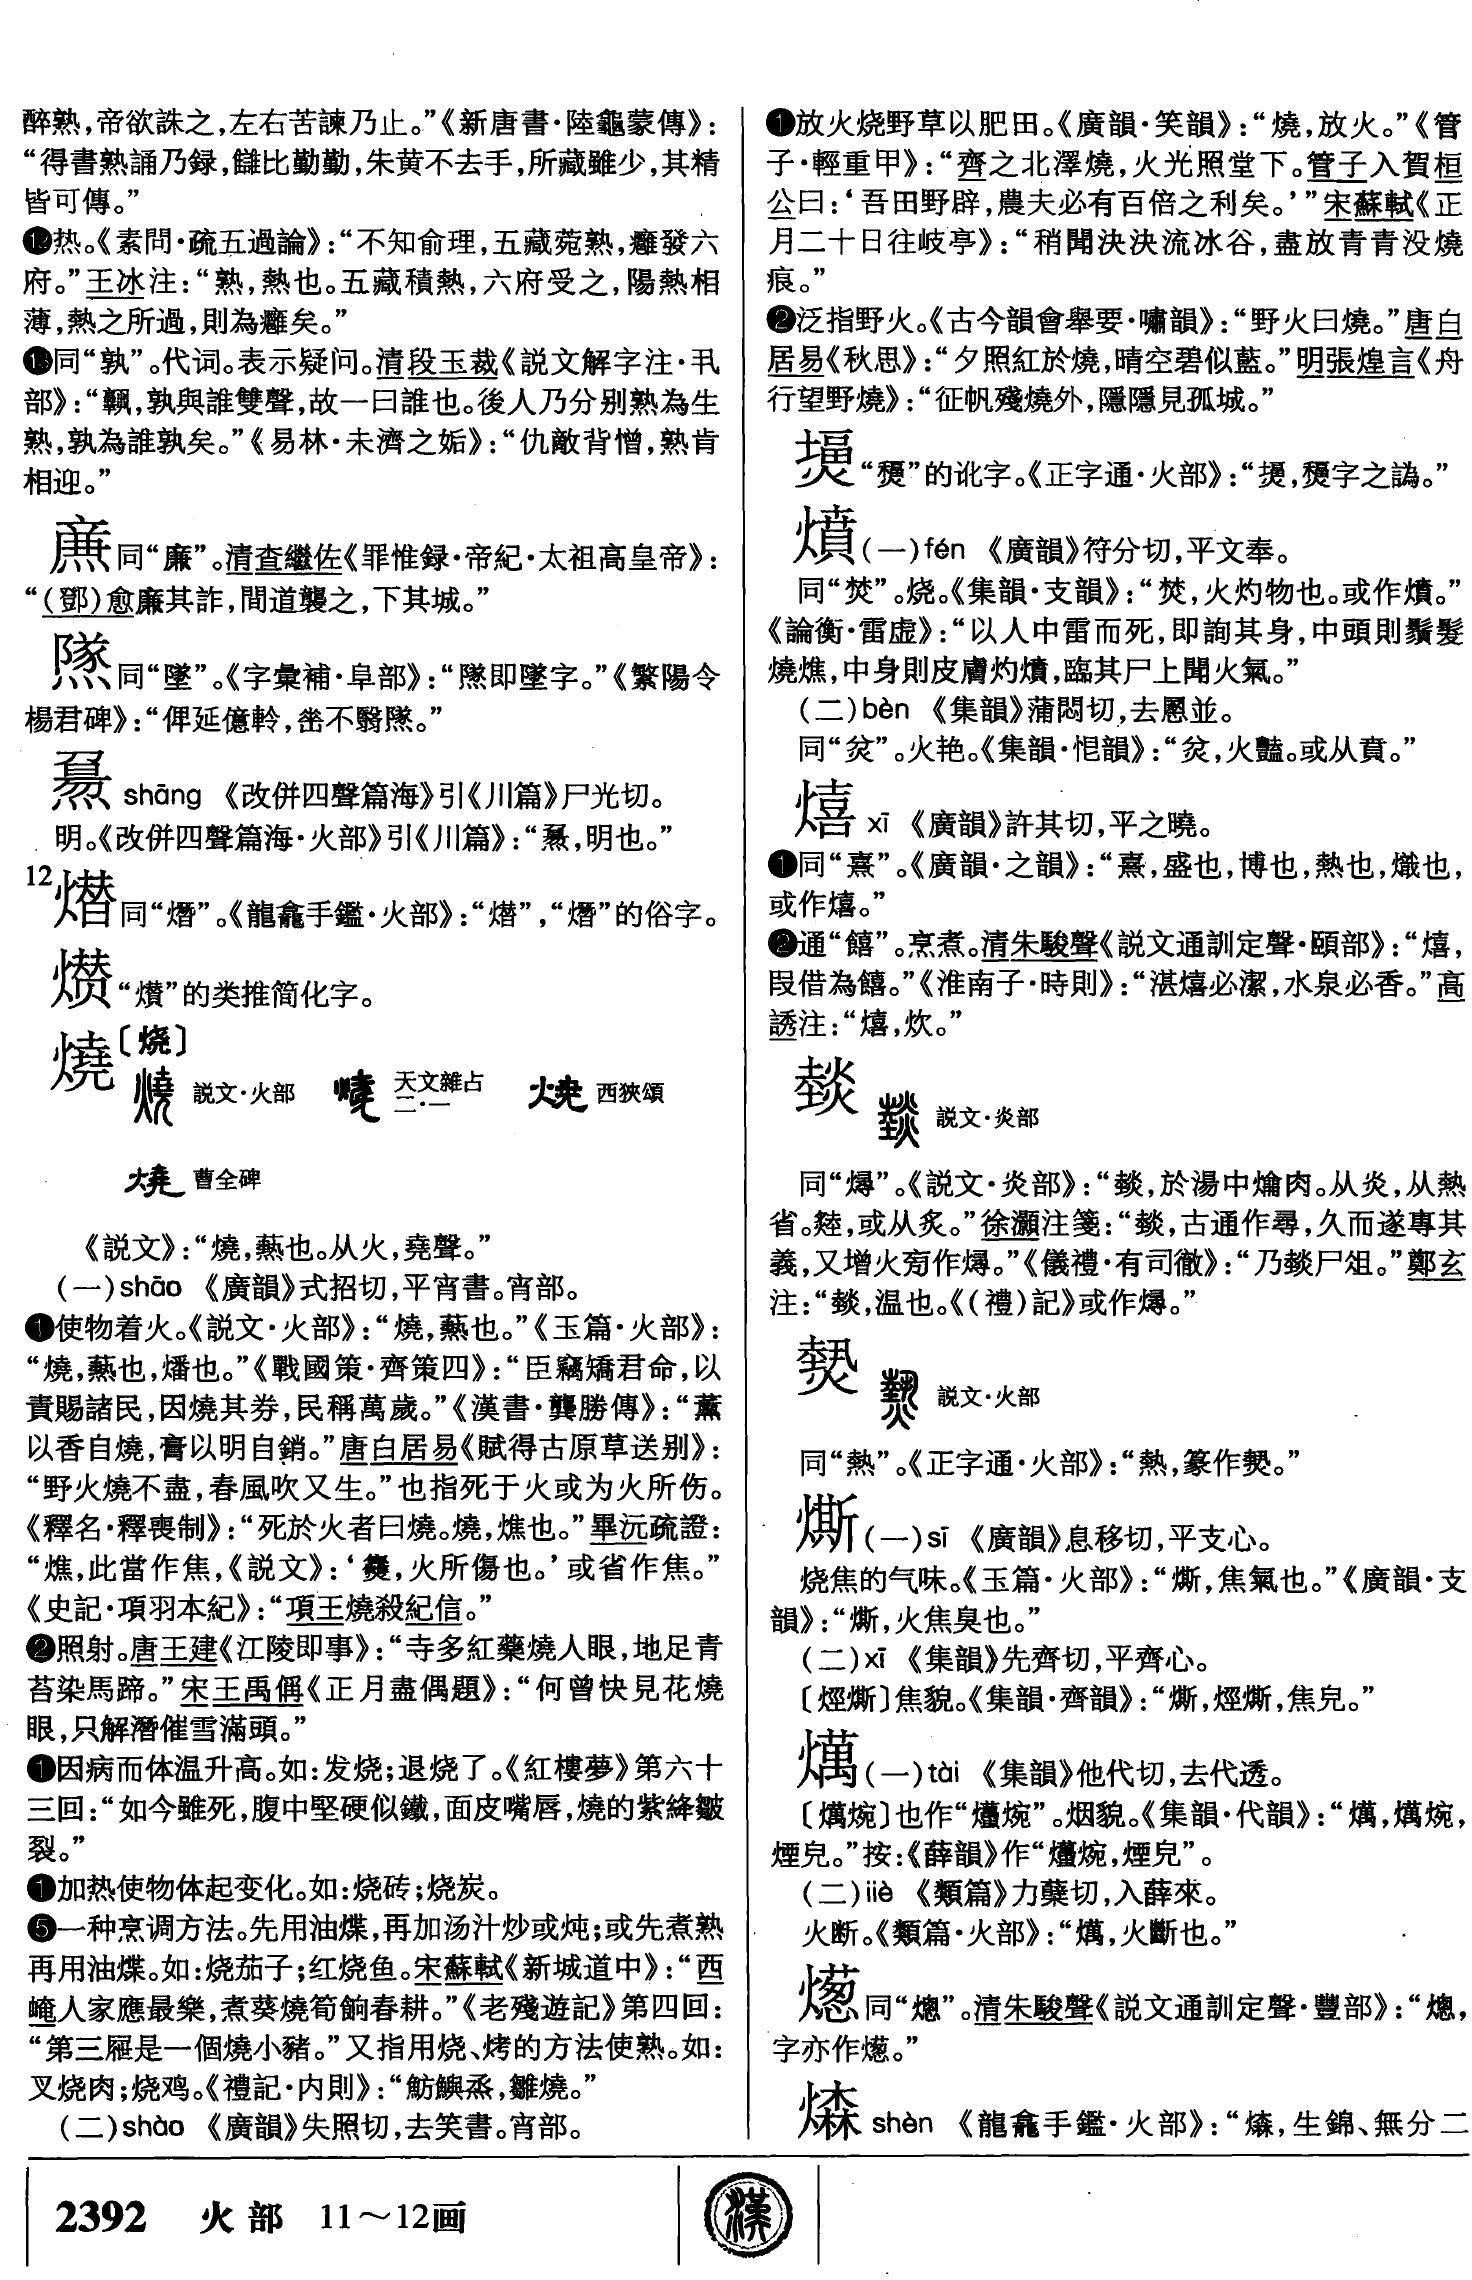 醉熟，帝欲誅之，左右苦諫乃止。”《新唐書·陸龜蒙傳》：
“得書熟誦乃録，讎比勤勤，朱黄不去手，所藏雖少，其精
皆可傳。”
热。《素問·疏五過論》：“不知俞理，五藏菀熟，癰發六
府。”王冰注：“熟，熱也。五藏積熱，六府受之，陽熱相
薄，熱之所過，則為癰矣。”
同“孰”。代词。表示疑问。清段玉裁《説文解字注·丮
部》：“𩱛，孰與誰雙聲，故一曰誰也。後人乃分别熟為生
熟，孰為誰孰矣。”《易林·未濟之姤》：“仇敵背憎，熟肯
相迎。”
同“廉”。清查繼佐《罪惟録·帝紀·太祖高皇帝》：
“(鄧)愈廉其詐，間道襲之，下其城。”
同“墜”。《字彙補·阜部》：“即墜字。”《繁陽令
楊君碑》：“俾延億齡，不翳。”
shāng 《改併四聲篇海》引《川篇》尸光切。
明。《改併四聲篇海·火部》引《川篇》：“，明也。”
12
同“熸”。《龍龕手鑑·火部》：“”，“熸”的俗字。
“𤐿”的类推简化字。
燒〔烧〕
説文·火部 天文雜占二·一 西狹頌
曹全碑
《説文》：“燒，爇也。从火，堯聲。”
(一)shāo 《廣韻》式招切，平宵書。宵部。
❶使物着火。《説文·火部》：“燒，爇也。”《玉篇·火部》：
“燒，爇也，燔也。”《戰國策·齊策四》：“臣竊矯君命，以
責賜諸民，因燒其券，民稱萬歲。”《漢書·龔勝傳》：“薰
以香自燒，膏以明自銷。”唐白居易《賦得古原草送别》：
“野火燒不盡，春風吹又生。”也指死于火或为火所伤。
《釋名·釋喪制》：“死於火者曰燒。燒，燋也。”畢沅疏證：
“燋，此當作焦，《説文》：‘𤓪，火所傷也。’或省作焦。”
《史記·項羽本紀》：“項王燒殺紀信。”
❷照射。唐王建《江陵即事》：“寺多紅藥燒人眼，地足青
苔染馬蹄。”宋王禹偁《正月盡偶題》：“何曾快見花燒
眼，只解潛催雪滿頭。”
❶因病而体温升高。如：发烧；退烧了。《紅樓夢》第六十
三回：“如今雖死，腹中堅硬似鐵，面皮嘴唇，燒的紫絳皺
裂。”
❶加热使物体起变化。如：烧砖；烧炭。
❺一种烹调方法。先用油煠，再加汤汁炒或炖；或先煮熟
再用油煠。如：烧茄子；红烧鱼。宋蘇軾《新城道中》：“西
崦人家應最樂，煮葵燒筍餉春耕。”《老殘遊記》第四回：
“第三屜是一個燒小豬。”又指用烧、烤的方法使熟。如：
叉烧肉；烧鸡。《禮記·内則》：“魴鱮烝，雛燒。”
(二)shào 《廣韻》失照切，去笑書。宵部。
❶放火烧野草以肥田。《廣韻·笑韻》：“燒，放火。”《管
子·輕重甲》：“齊之北澤燒，火光照堂下。管子入賀桓
公曰：‘吾田野辟，農夫必有百倍之利矣。’”宋蘇軾《正
月二十日往岐亭》：“稍聞決決流冰谷，盡放青青没燒
痕。”
❷泛指野火。《古今韻會舉要·嘯韻》：“野火曰燒。”唐白
居易《秋思》：“夕照紅於燒，晴空碧似藍。”明張煌言《舟
行望野燒》：“征帆殘燒外，隱隱見孤城。”
“”的讹字。《正字通·火部》：“，字之譌。”
燌(一)fén 《廣韻》符分切，平文奉。
同“焚”。烧。《集韻·支韻》：“焚，火灼物也。或作燌。”
《論衡·雷虚》：“以人中雷而死，即詢其身，中頭則鬚髮
燒燋，中身則皮膚灼燌，臨其尸上聞火氣。”
(二)bèn 《集韻》蒲悶切，去慁並。
同“炃”。火艳。《集韻·恨韻》：“炃，火豔。或从賁。”
熺 xī 《廣韻》許其切，平之曉。
❶同“熹”。《廣韻·之韻》：“熹，盛也，博也，熱也，熾也，
或作熺。”
❷通“饎”。烹煮。清朱駿聲《説文通訓定聲·頤部》：“熺，
叚借為饎。”《淮南子·時則》：“湛熺必潔，水泉必香。”高
誘注：“熺，炊。”
燅 説文·炎部
同“燖”。《説文·炎部》：“燅，於湯中爚肉。从炎，从熱
省。𤎥，或从炙。”徐灝注箋：“燅，古通作尋，久而遂專其
義，又增火旁作燖。”《儀禮·有司徹》：“乃燅尸俎。”鄭玄
注：“燅，温也。《(禮)記》或作燖。”
説文·火部
同“熱”。《正字通·火部》：“熱，篆作。”
燍(一)sī 《廣韻》息移切，平支心。
烧焦的气味。《玉篇·火部》：“燍，焦氣也。”《廣韻·支
韻》：“燍，火焦臭也。”
(二)xī 《集韻》先齊切，平齊心。
〔烴燍〕焦貌。《集韻·齊韻》：“燍，烴燍，焦皃。”
(一)tài 《集韻》他代切，去代透。
〔焥〕也作“焥”。烟貌。《集韻·代韻》：“，焥，
煙皃。”按：《薛韻》作“焥，煙皃”。
(二)liè 《類篇》力蘖切，入薛來。
火断。《類篇·火部》：“，火斷也。”
同“熜”。清朱駿聲《説文通訓定聲·豐部》：“熜，
字亦作。”
shèn 《龍龕手鑑·火部》：“，生錦、無分二
2392 火部 11～12画
漢